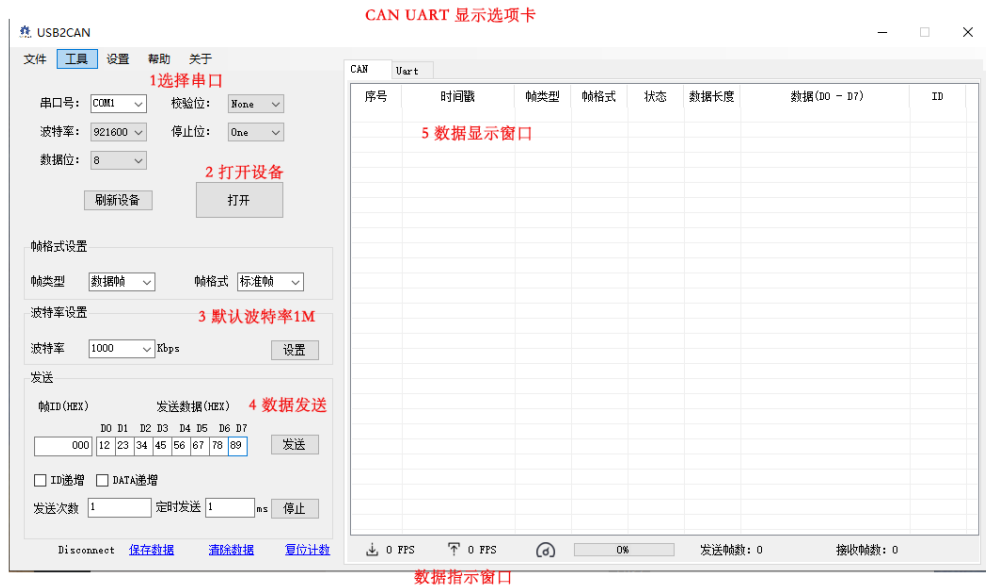 CAN UART 显示选项卡
USB2CAN
文件 工具 设置 帮助 关于
1选择串口
CAN Uart
串口号: COM1 校验位: None
序号 时间戳 帧类型 帧格式 状态 数据长度 数据(D0 - D7) ID
波特率: 921600 停止位: One
5 数据显示窗口
数据位: 8
2 打开设备
刷新设备 打开
帧格式设置
帧类型 数据帧 帧格式 标准帧
波特率设置
3 默认波特率1M
波特率 1000 Kbps 设置
发送
帧ID(HEX) 发送数据(HEX) 4 数据发送
D0 D1 D2 D3 D4 D5 D6 D7
000 12 23 34 45 56 67 78 89 发送
ID递增 DATA递增
发送次数 1 定时发送 1 ms 停止
Disconnect 保存数据 清除数据 复位计数 0 FPS 0 FPS 0% 发送帧数: 0 接收帧数: 0
数据指示窗口